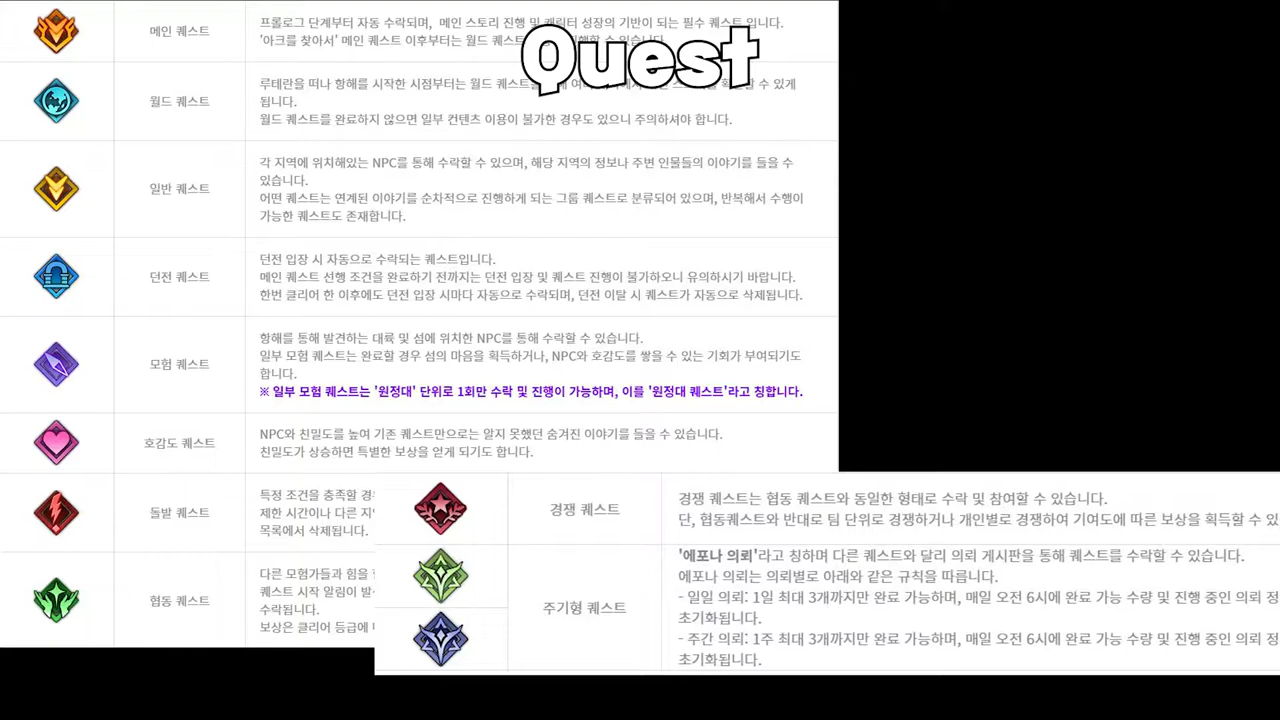 Quest
메인 퀘스트
프롤로그 단계부터 자동 수락되며, 메인 스토리 진행 및 캐릭터 성장의 기반이 되는 필수 퀘스트 입니다.
'아크를 찾아서' 메인 퀘스트 이후부터는 월드 퀘스트
월드 퀘스트
루테란을 떠나 항해를 시작한 시점부터는 월드 퀘스트를
있게
됩니다.
월드 퀘스트를 완료하지 않으면 일부 컨텐츠 이용이 불가한 경우도 있으니 주의하셔야 합니다.
일반 퀘스트
각 지역에 위치해있는 NPC를 통해 수락할 수 있으며, 해당 지역의 정보나 주변 인물들의 이야기를 들을 수
있습니다.
어떤 퀘스트는 연계된 이야기를 순차적으로 진행하게 되는 그룹 퀘스트로 분류되어 있으며, 반복해서 수행이
가능한 퀘스트도 존재합니다.
던전 퀘스트
던전 입장 시 자동으로 수락되는 퀘스트입니다.
메인 퀘스트 선행 조건을 완료하기 전까지는 던전 입장 및 퀘스트 진행이 불가하오니 유의하시기 바랍니다.
한번 클리어 한 이후에도 던전 입장 시마다 자동으로 수락되며, 던전 이탈 시 퀘스트가 자동으로 삭제됩니다.
모험 퀘스트
항해를 통해 발견하는 대륙 및 섬에 위치한 NPC를 통해 수락할 수 있습니다.
일부 모험 퀘스트는 완료할 경우 섬의 마음을 획득하거나, NPC와 호감도를 쌓을 수 있는 기회가 부여되기도
합니다.
※ 일부 모험 퀘스트는 '원정대' 단위로 1회만 수락 및 진행이 가능하며, 이를 '원정대 퀘스트'라고 칭합니다.
호감도 퀘스트
NPC와 친밀도를 높여 기존 퀘스트만으로는 알지 못했던 숨겨진 이야기를 들을 수 있습니다.
친밀도가 상승하면 특별한 보상을 얻게 되기도 합니다.
돌발 퀘스트
특정 조건을 충족할
제한 시간이나 다른
목록에서 삭제됩니다.
협동 퀘스트
다른 모험가들과 힘을
퀘스트 시작 알림이
수락됩니다.
보상은 클리어 등급에
경쟁 퀘스트
경쟁 퀘스트는 협동 퀘스트와 동일한 형태로 수락 및 참여할 수 있습니다.
단, 협동퀘스트와 반대로 팀 단위로 경쟁하거나 개인별로 경쟁하여 기여도에 따른 보상을 획득할 수
주기형 퀘스트
'에포나 의뢰'라고 칭하며 다른 퀘스트와 달리 의뢰 게시판을 통해 퀘스트를 수락할 수 있습니다.
에포나 의뢰는 의뢰별로 아래와 같은 규칙을 따릅니다.
- 일일 의뢰: 1일 최대 3개까지만 완료 가능하며, 매일 오전 6시에 완료 가능 수량 및 진행 중인 의뢰
초기화됩니다.
- 주간 의뢰: 1주 최대 3개까지만 완료 가능하며, 매일 오전 6시에 완료 가능 수량 및 진행 중인 의뢰
초기화됩니다.